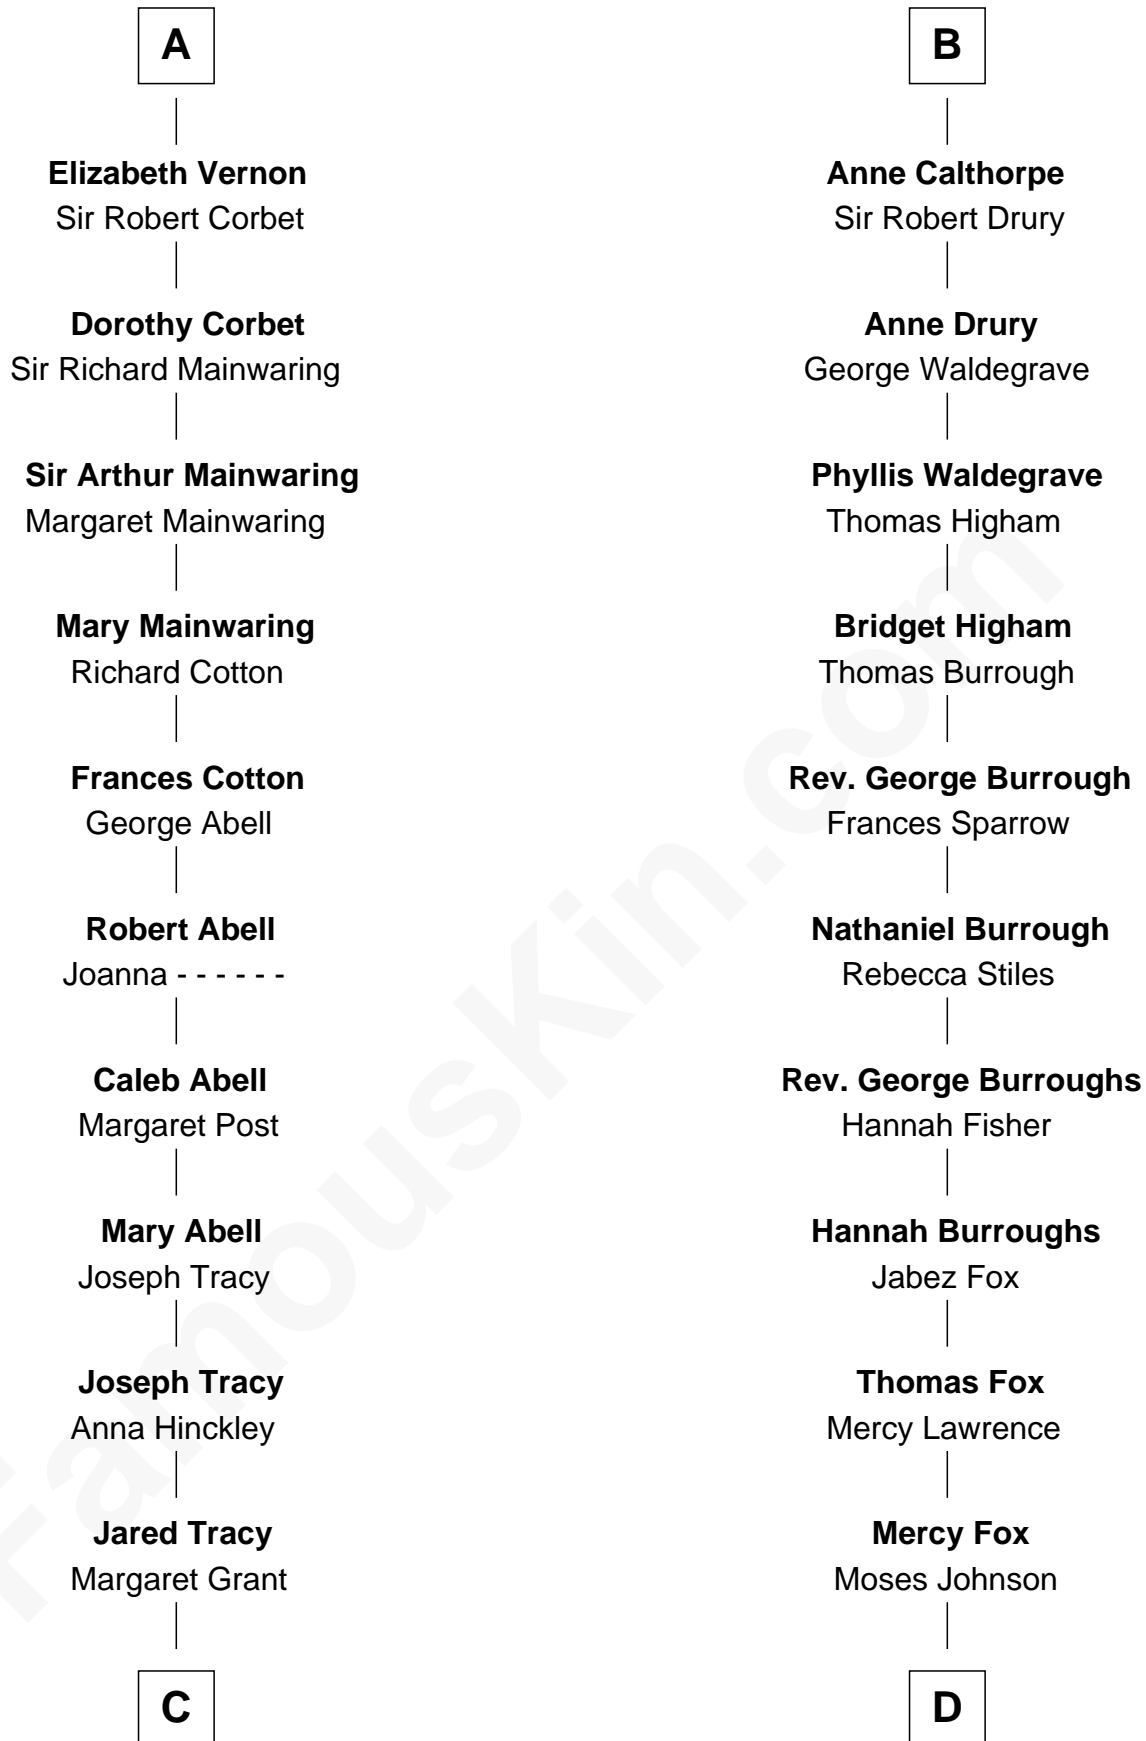 A
Elizabeth Vernon
Sir Robert Corbet
Dorothy Corbet
Sir Richard Mainwaring
Sir Arthur Mainwaring
Margaret Mainwaring
Mary Mainwaring
Richard Cotton
Frances Cotton
George Abell
Robert Abell
Joanna - - - - - -
Caleb Abell
Margaret Post
Mary Abell
Joseph Tracy
Joseph Tracy
Anna Hinckley
Jared Tracy
Margaret Grant
C
B
Anne Calthorpe
Sir Robert Drury
Anne Drury
George Waldegrave
Phyllis Waldegrave
Thomas Higham
Bridget Higham
Thomas Burrough
Rev. George Burrough
Frances Sparrow
Nathaniel Burrough
Rebecca Stiles
Rev. George Burroughs
Hannah Fisher
Hannah Burroughs
Jabez Fox
Thomas Fox
Mercy Lawrence
Mercy Fox
Moses Johnson
D
FamousKin.com